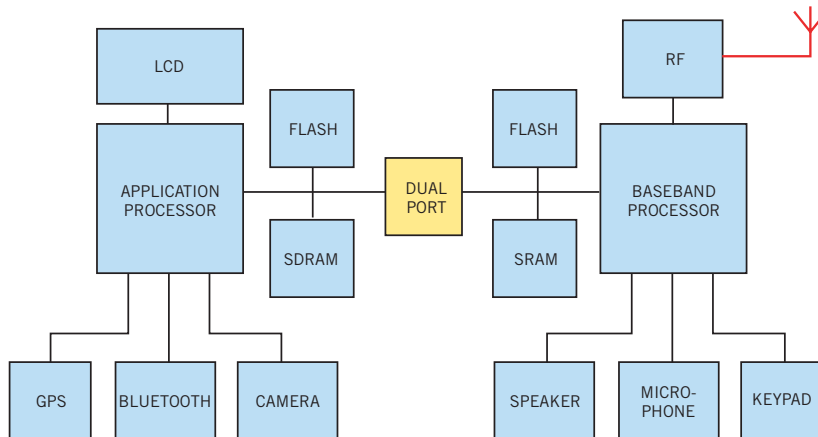 LCD
RF
FLASH
FLASH
APPLICATION
PROCESSOR
DUAL
PORT
BASEBAND
PROCESSOR
SDRAM
SRAM
GPS
BLUETOOTH
CAMERA
SPEAKER
MICRO-
PHONE
KEYPAD